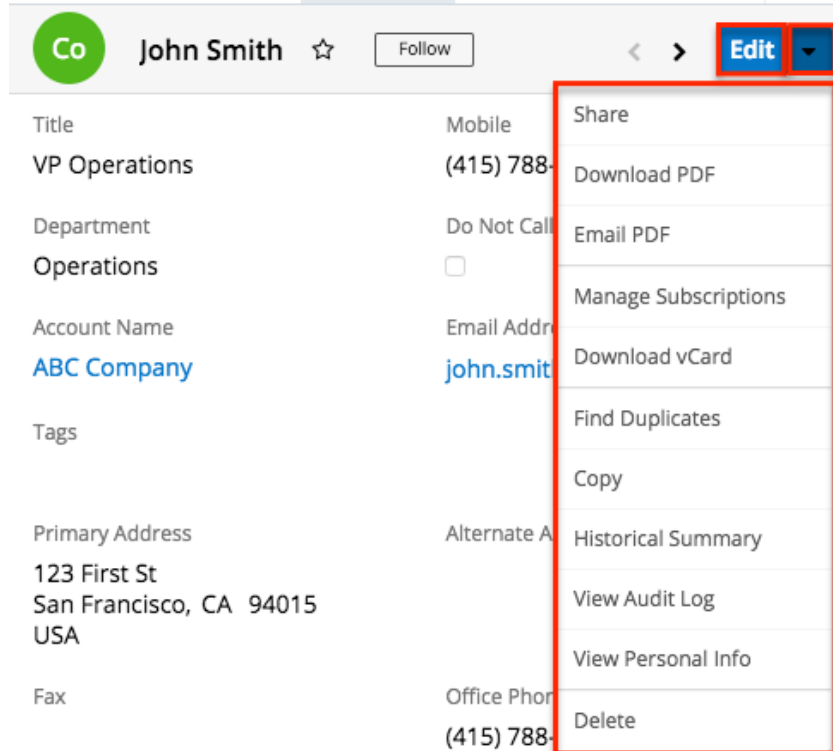 Co John Smith Follow Edit
Title
VP Operations
Department
Operations
Account Name
ABC Company
Tags
Primary Address
123 First St
San Francisco, CA 94015
USA
Fax
Mobile
(415) 788-
Do Not Call
Email
john.smit
Alternate
Office
(415) 788-
Share
Download PDF
Email PDF
Manage Subscriptions
Download vCard
Find Duplicates
Copy
Historical Summary
View Audit Log
View Personal Info
Delete